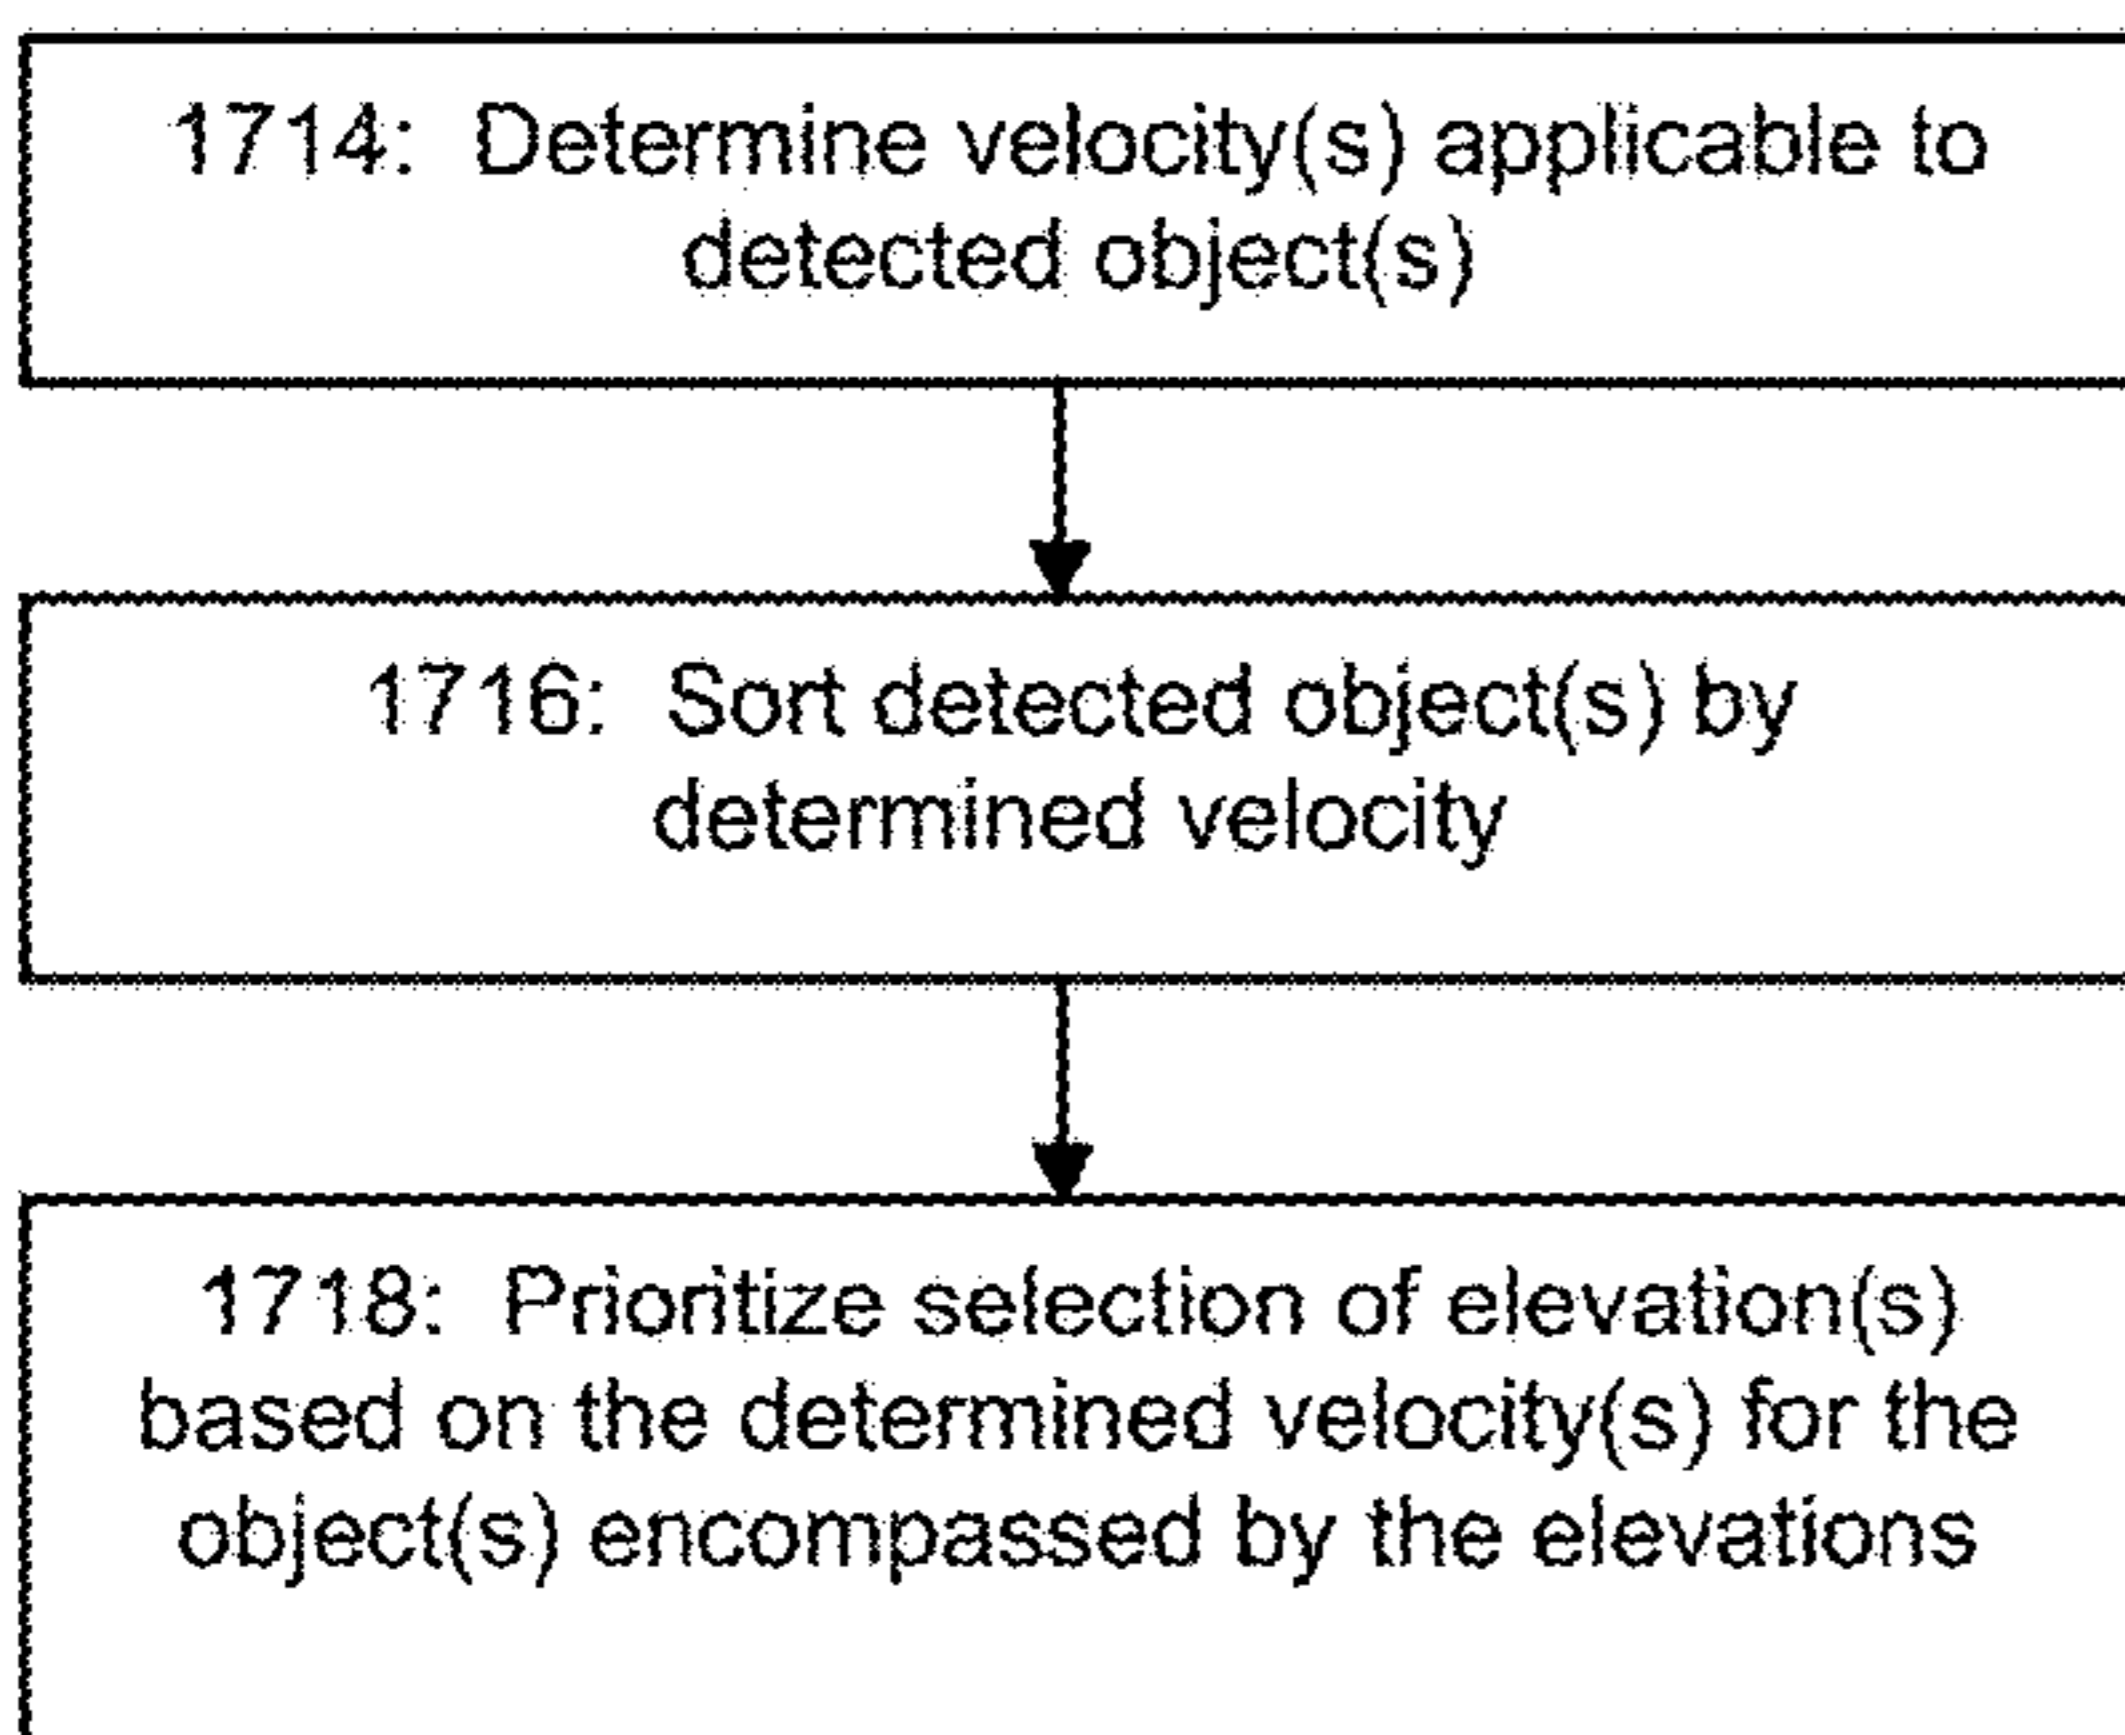 1714: Determine velocity(s) applicable to
detected object(s)
1716: Sort detected object(s) by
determined velocity
1718: Prioritize selection of elevation(s)
based on the determined velocity(s) for the
object(s) encompassed by the elevations